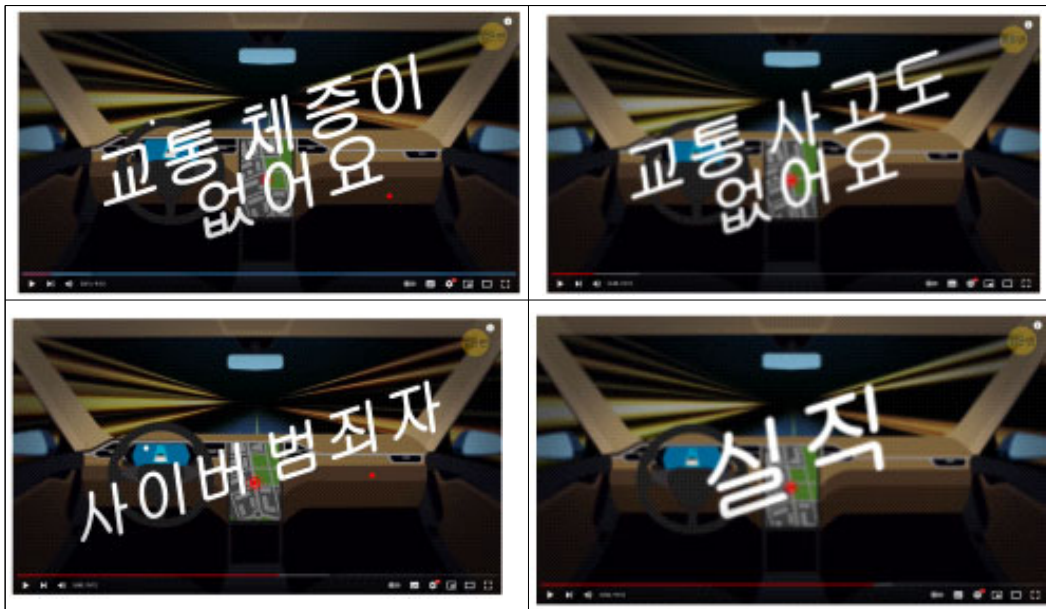 교통 체증이
없어요
교통 사고도
없어요
사이버 범죄자
실직